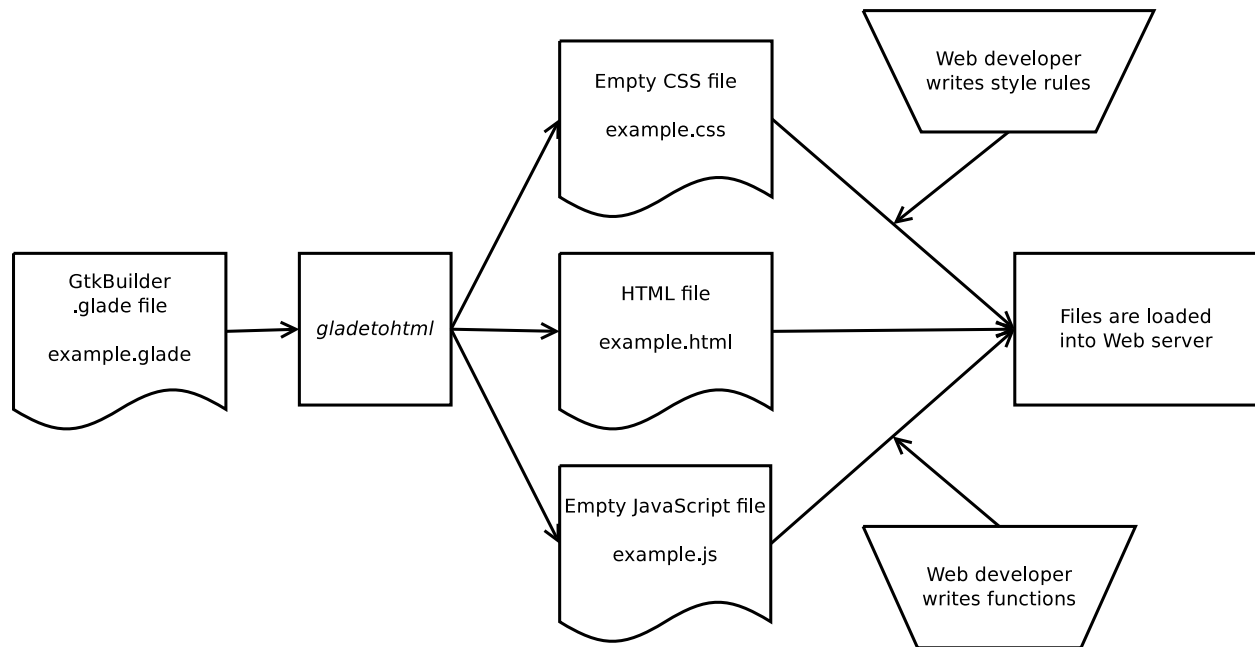 GtkBuilder
.glade file
example.glade
gladetohtml
Empty CSS file
example.css
HTML file
example.html
Empty JavaScript file
example.js
Web developer
writes style rules
Web developer
writes functions
Files are loaded
into Web server